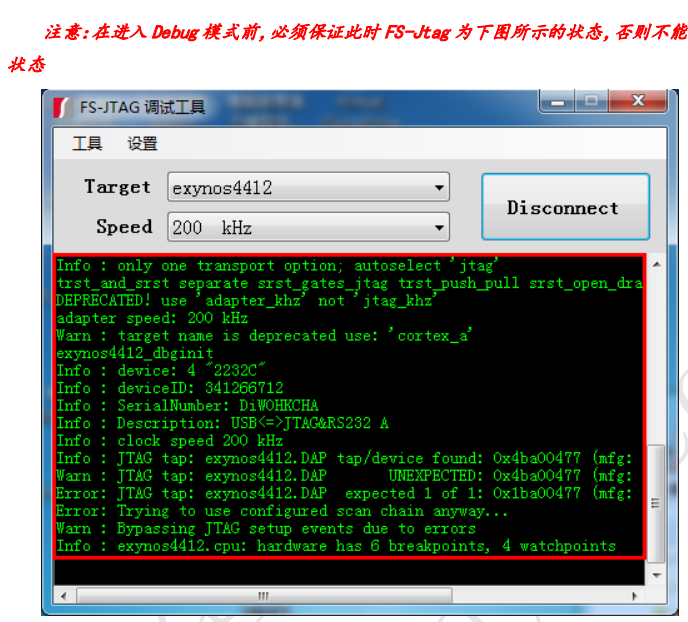 注意:在进入 Debug 模式前,必须保证此时 FS-Jtag 为下图所示的状态,否则不能
状态
FS-JTAG 调试工具
工具 设置
Target exynos4412
Disconnect
Speed 200 kHz
Info : only one transport option; autoselect 'jtag'
trst_and_srst separate srst_gates_jtag trst_push_pull srst_open_dra
DEPRECATED! use 'adapter_khz' not 'jtag_khz'
adapter speed: 200 kHz
Warn : target name is deprecated use: 'cortex_a'
exynos4412_dbginit
Info : device: 4 "2232C"
Info : deviceID: 341266712
Info : SerialNumber: DiWOHKCHA
Info : Description: USB<=>JTAG&RS232 A
Info : clock speed 200 kHz
Info : JTAG tap: exynos4412.DAP tap/device found: 0x4ba00477 (mfg:
Warn : JTAG tap: exynos4412.DAP UNEXPECTED: 0x4ba00477 (mfg:
Error: JTAG tap: exynos4412.DAP expected 1 of 1: 0x1ba00477 (mfg:
Error: Trying to use configured scan chain anyway...
Warn : Bypassing JTAG setup events due to errors
Info : exynos4412.cpu: hardware has 6 breakpoints, 4 watchpoints